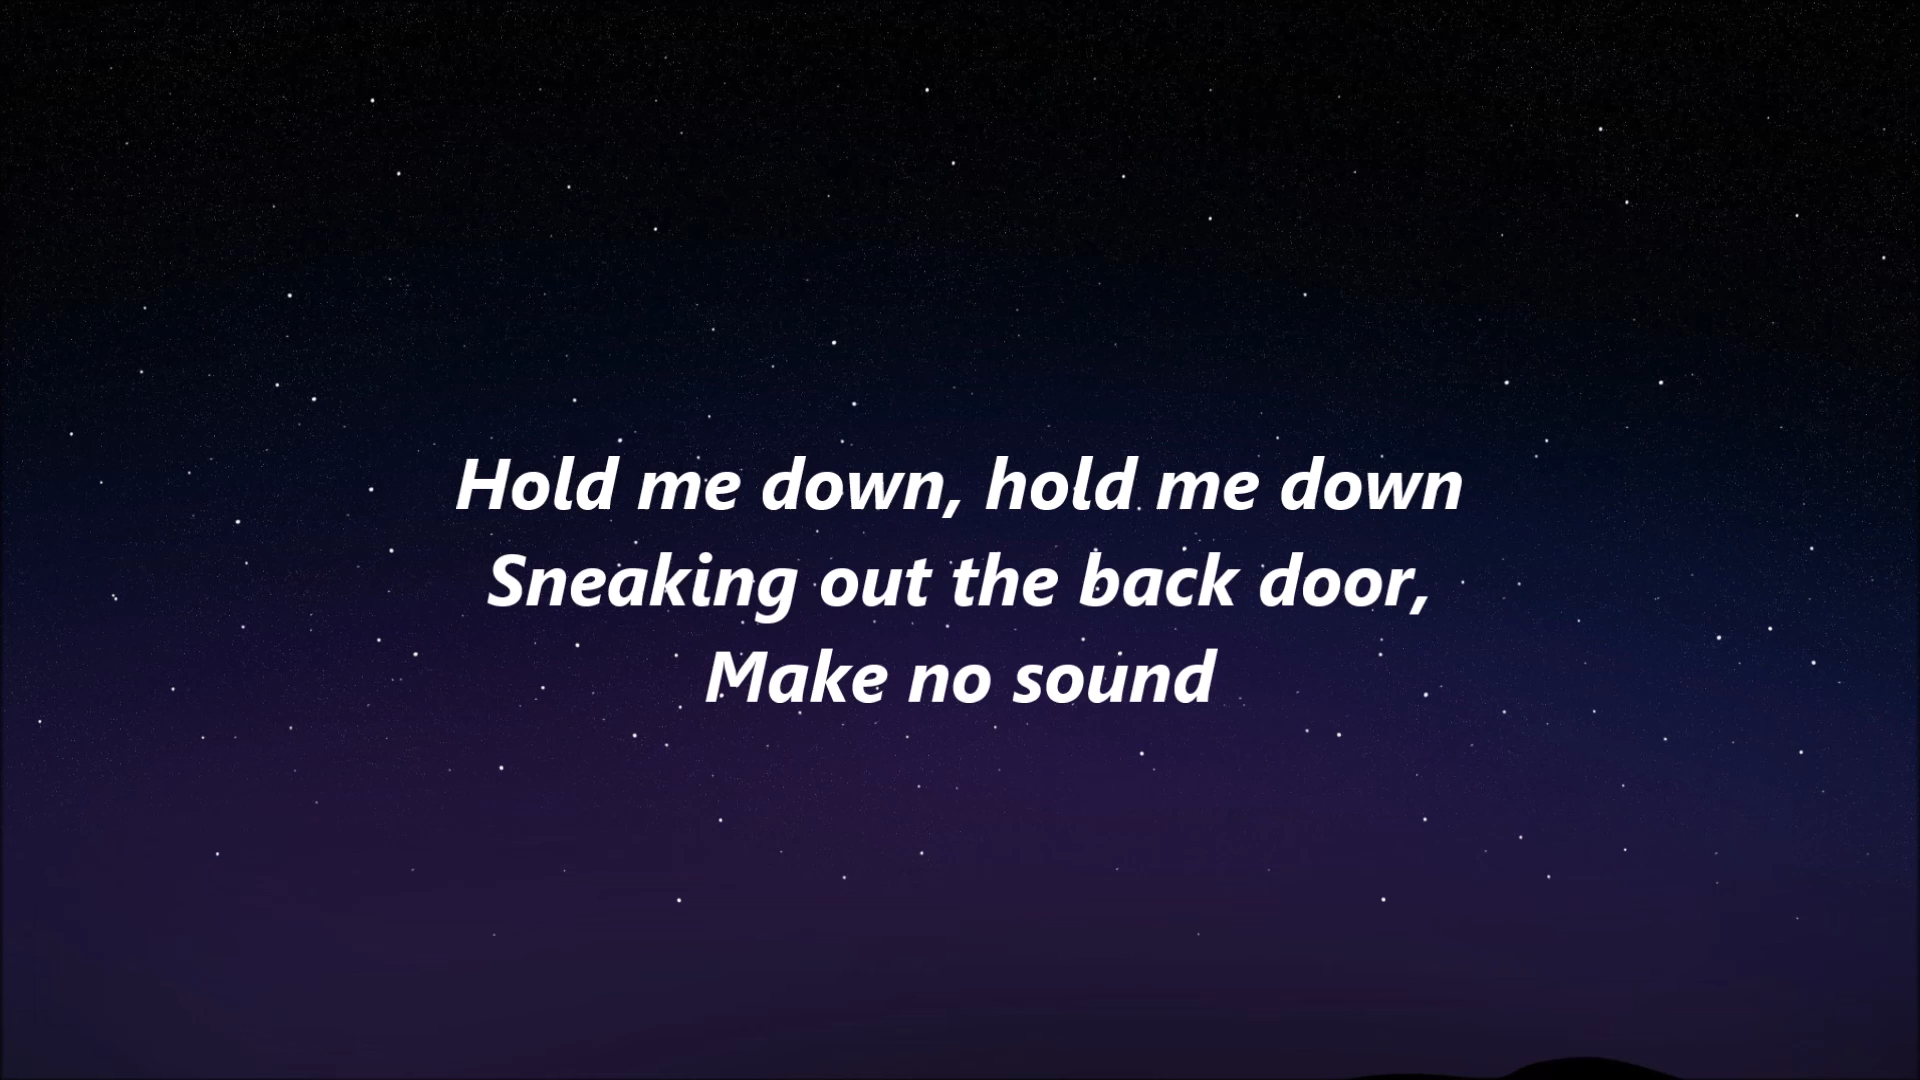 Hold me down, hold me down
Sneaking out the back door,
Make no sound